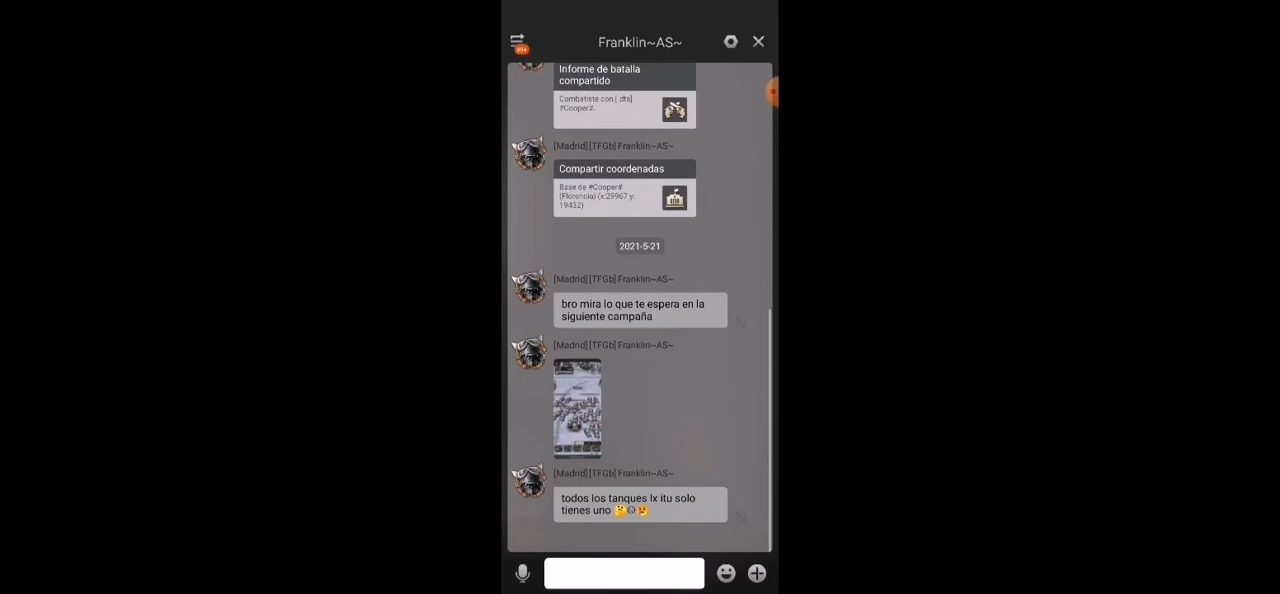 Franklin~AS~
99+
Informe de batalla
compartido
Combatiste con [ dts]
#Cooper#.
[Madrid] [TFGb] Franklin~AS~
Compartir coordenadas
Base de #Cooper#
(Florencia) (x:29967 y:
19432)
2021-5-21
[Madrid] [TFGb] Franklin~AS~
bro mira lo que te espera en la
siguiente campaña
[Madrid] [TFGb] Franklin~AS~
[Madrid] [TFGb] Franklin~AS~
todos los tanques lx itu solo
tienes uno 🤔